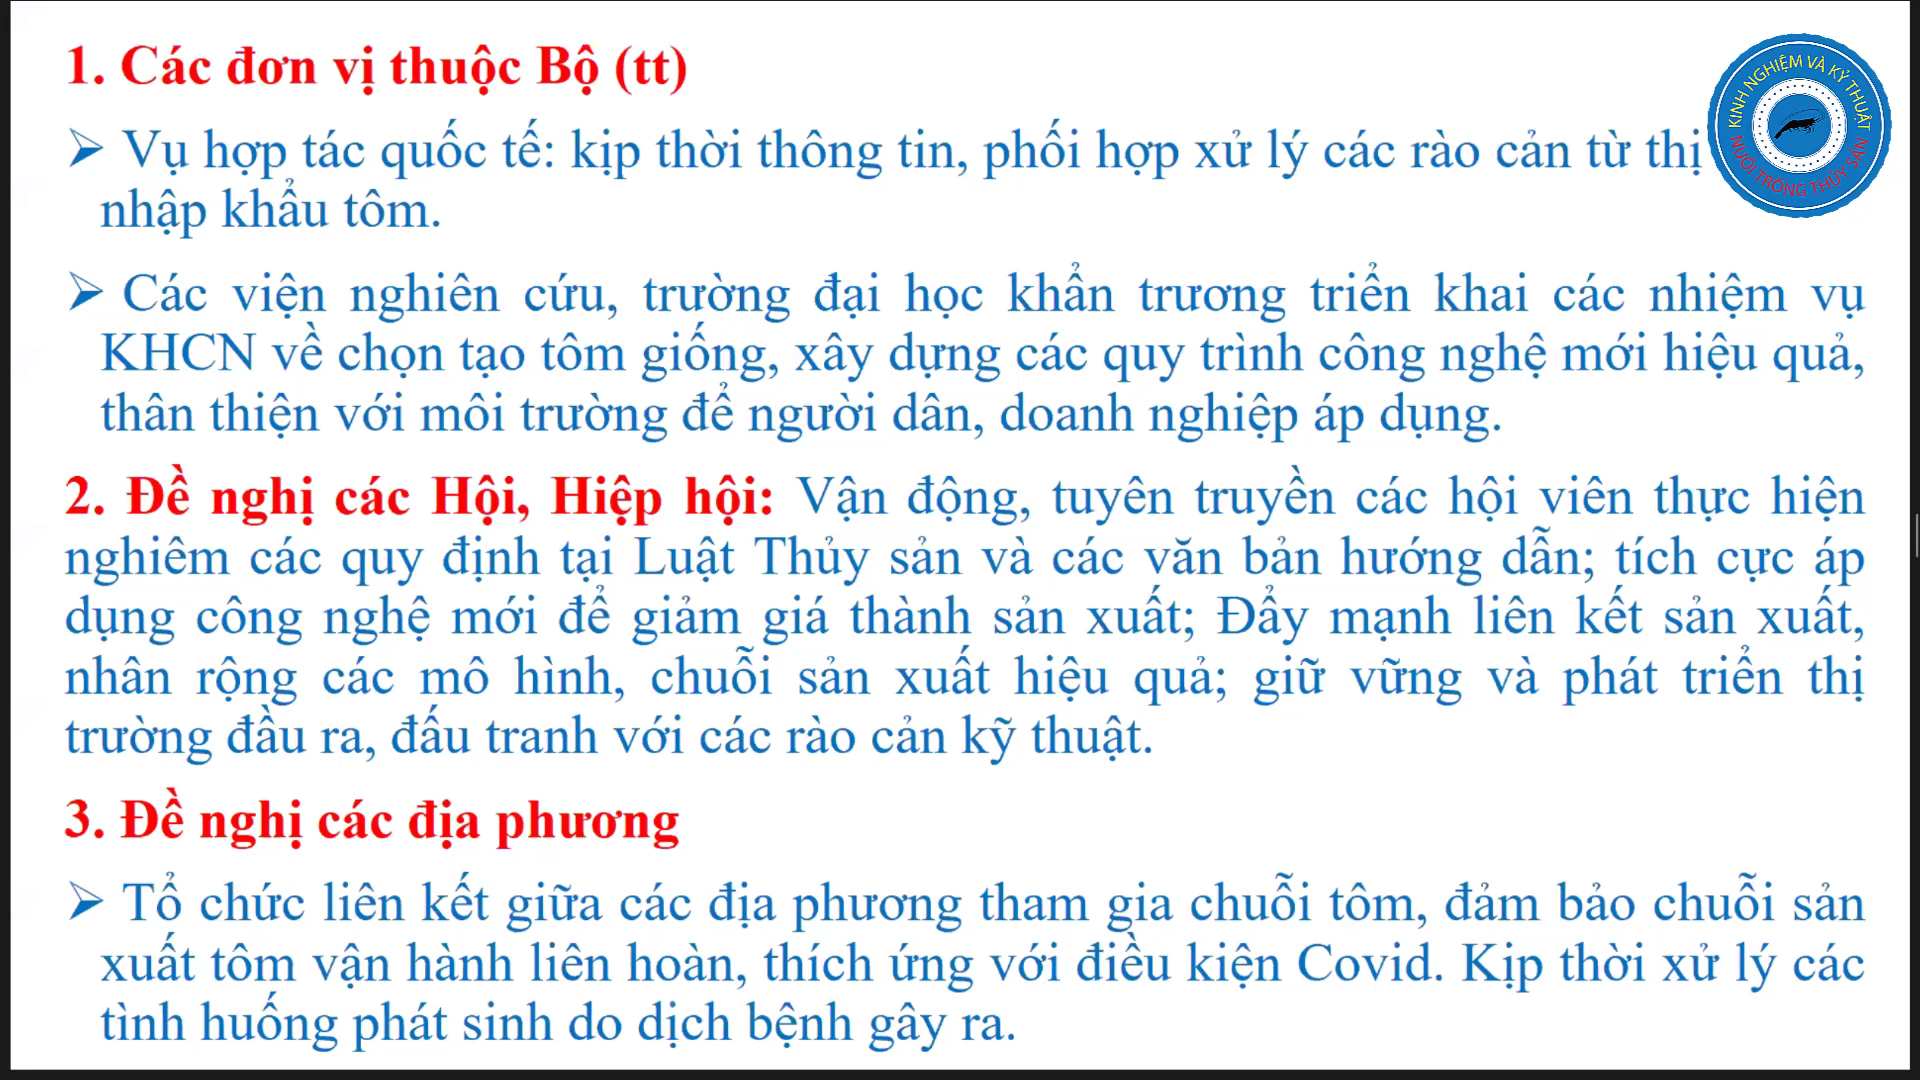 1. Các đơn vị thuộc Bộ (tt)
➢ Vụ hợp tác quốc tế: kịp thời thông tin, phối hợp xử lý các rào cản từ thị
nhập khẩu tôm.
➢ Các viện nghiên cứu, trường đại học khẩn trương triển khai các nhiệm vụ
KHCN về chọn tạo tôm giống, xây dựng các quy trình công nghệ mới hiệu quả,
thân thiện với môi trường để người dân, doanh nghiệp áp dụng.
2. Đề nghị các Hội, Hiệp hội: Vận động, tuyên truyền các hội viên thực hiện
nghiêm các quy định tại Luật Thủy sản và các văn bản hướng dẫn; tích cực áp
dụng công nghệ mới để giảm giá thành sản xuất; Đẩy mạnh liên kết sản xuất,
nhân rộng các mô hình, chuỗi sản xuất hiệu quả; giữ vững và phát triển thị
trường đầu ra, đấu tranh với các rào cản kỹ thuật.
3. Đề nghị các địa phương
➢ Tổ chức liên kết giữa các địa phương tham gia chuỗi tôm, đảm bảo chuỗi sản
xuất tôm vận hành liên hoàn, thích ứng với điều kiện Covid. Kịp thời xử lý các
tình huống phát sinh do dịch bệnh gây ra.
KINH NGHIỆM VÀ KỶ THUẬT
NUÔI TRỒNG THỦY SẢN